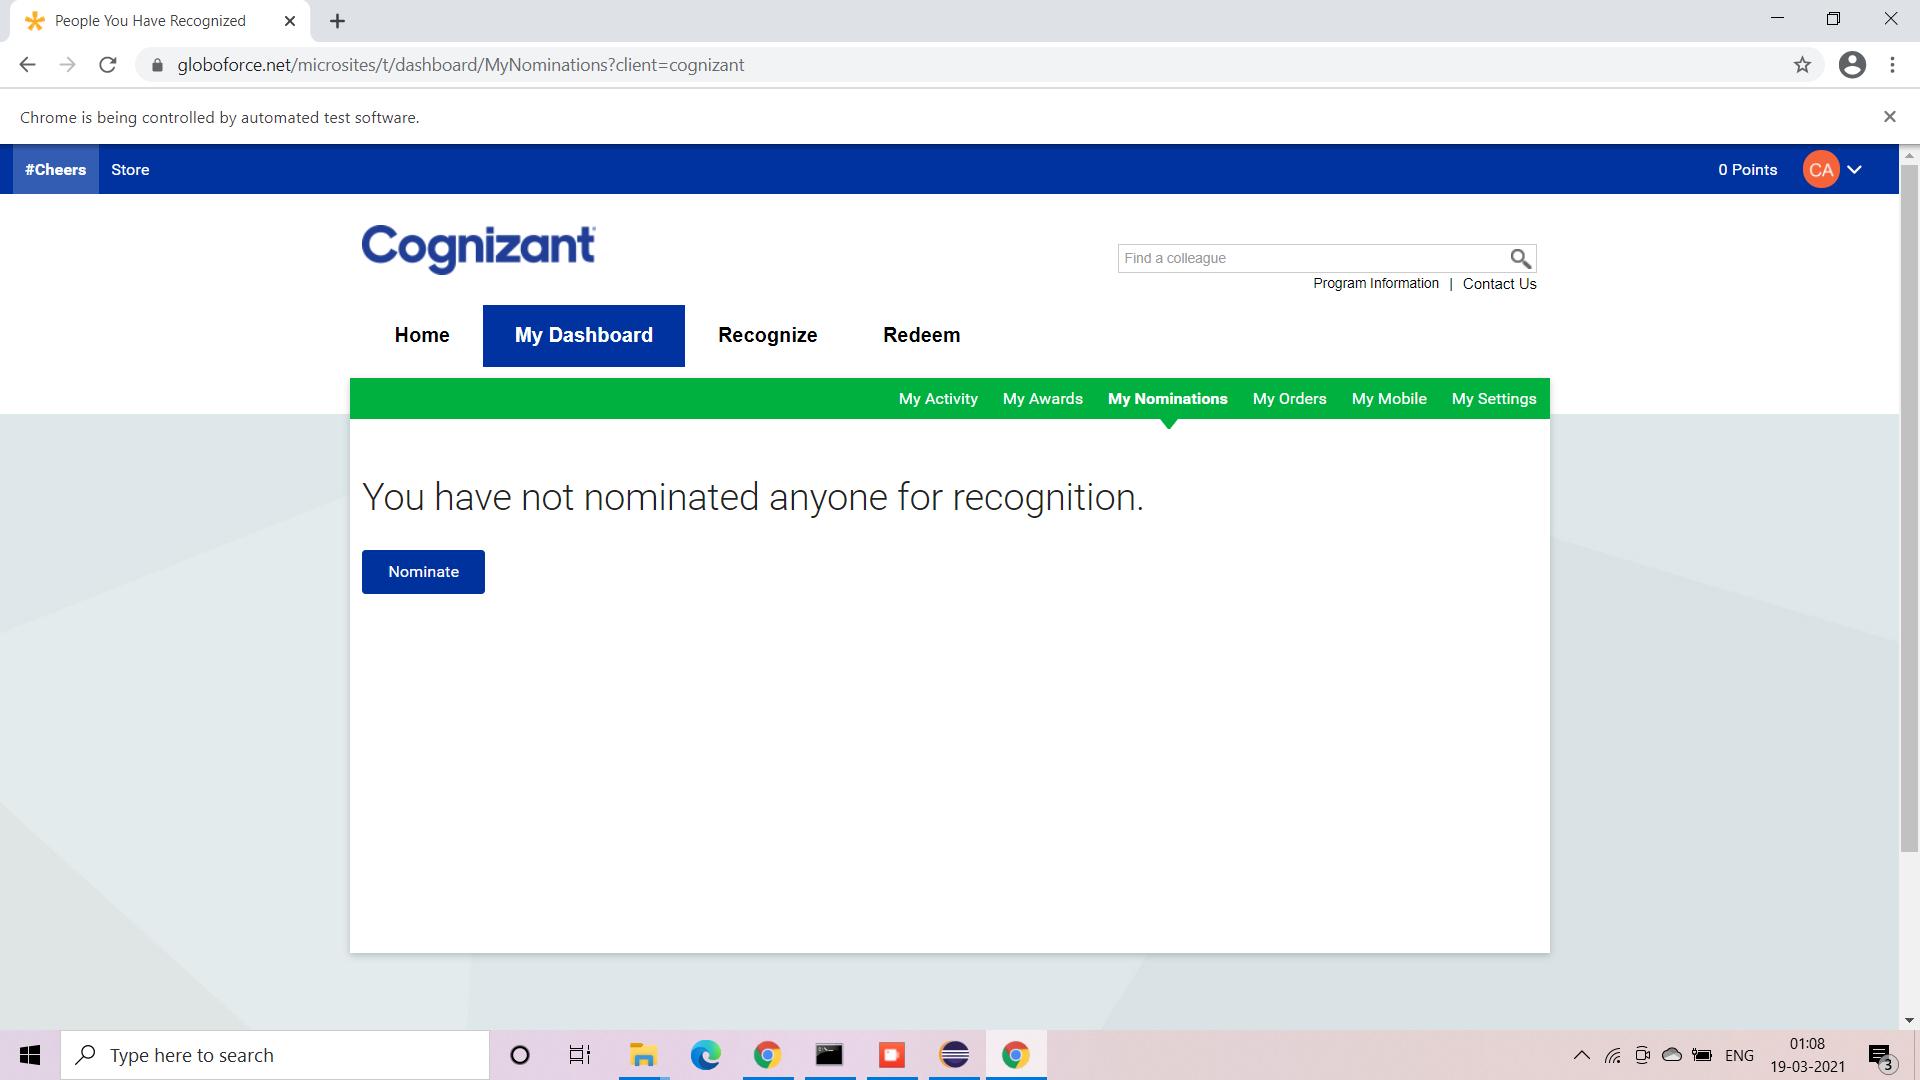 People You Have Recognized
globoforce.net/microsites/t/dashboard/MyNominations?client=cognizant
Chrome is being controlled by automated test software.
#Cheers Store 0 Points CA
Cognizant
Find a colleague
Program Information | Contact Us
Home My Dashboard Recognize Redeem
My Activity My Awards My Nominations My Orders My Mobile My Settings
You have not nominated anyone for recognition.
Nominate
Type here to search
ENG
01:08
19-03-2021
3